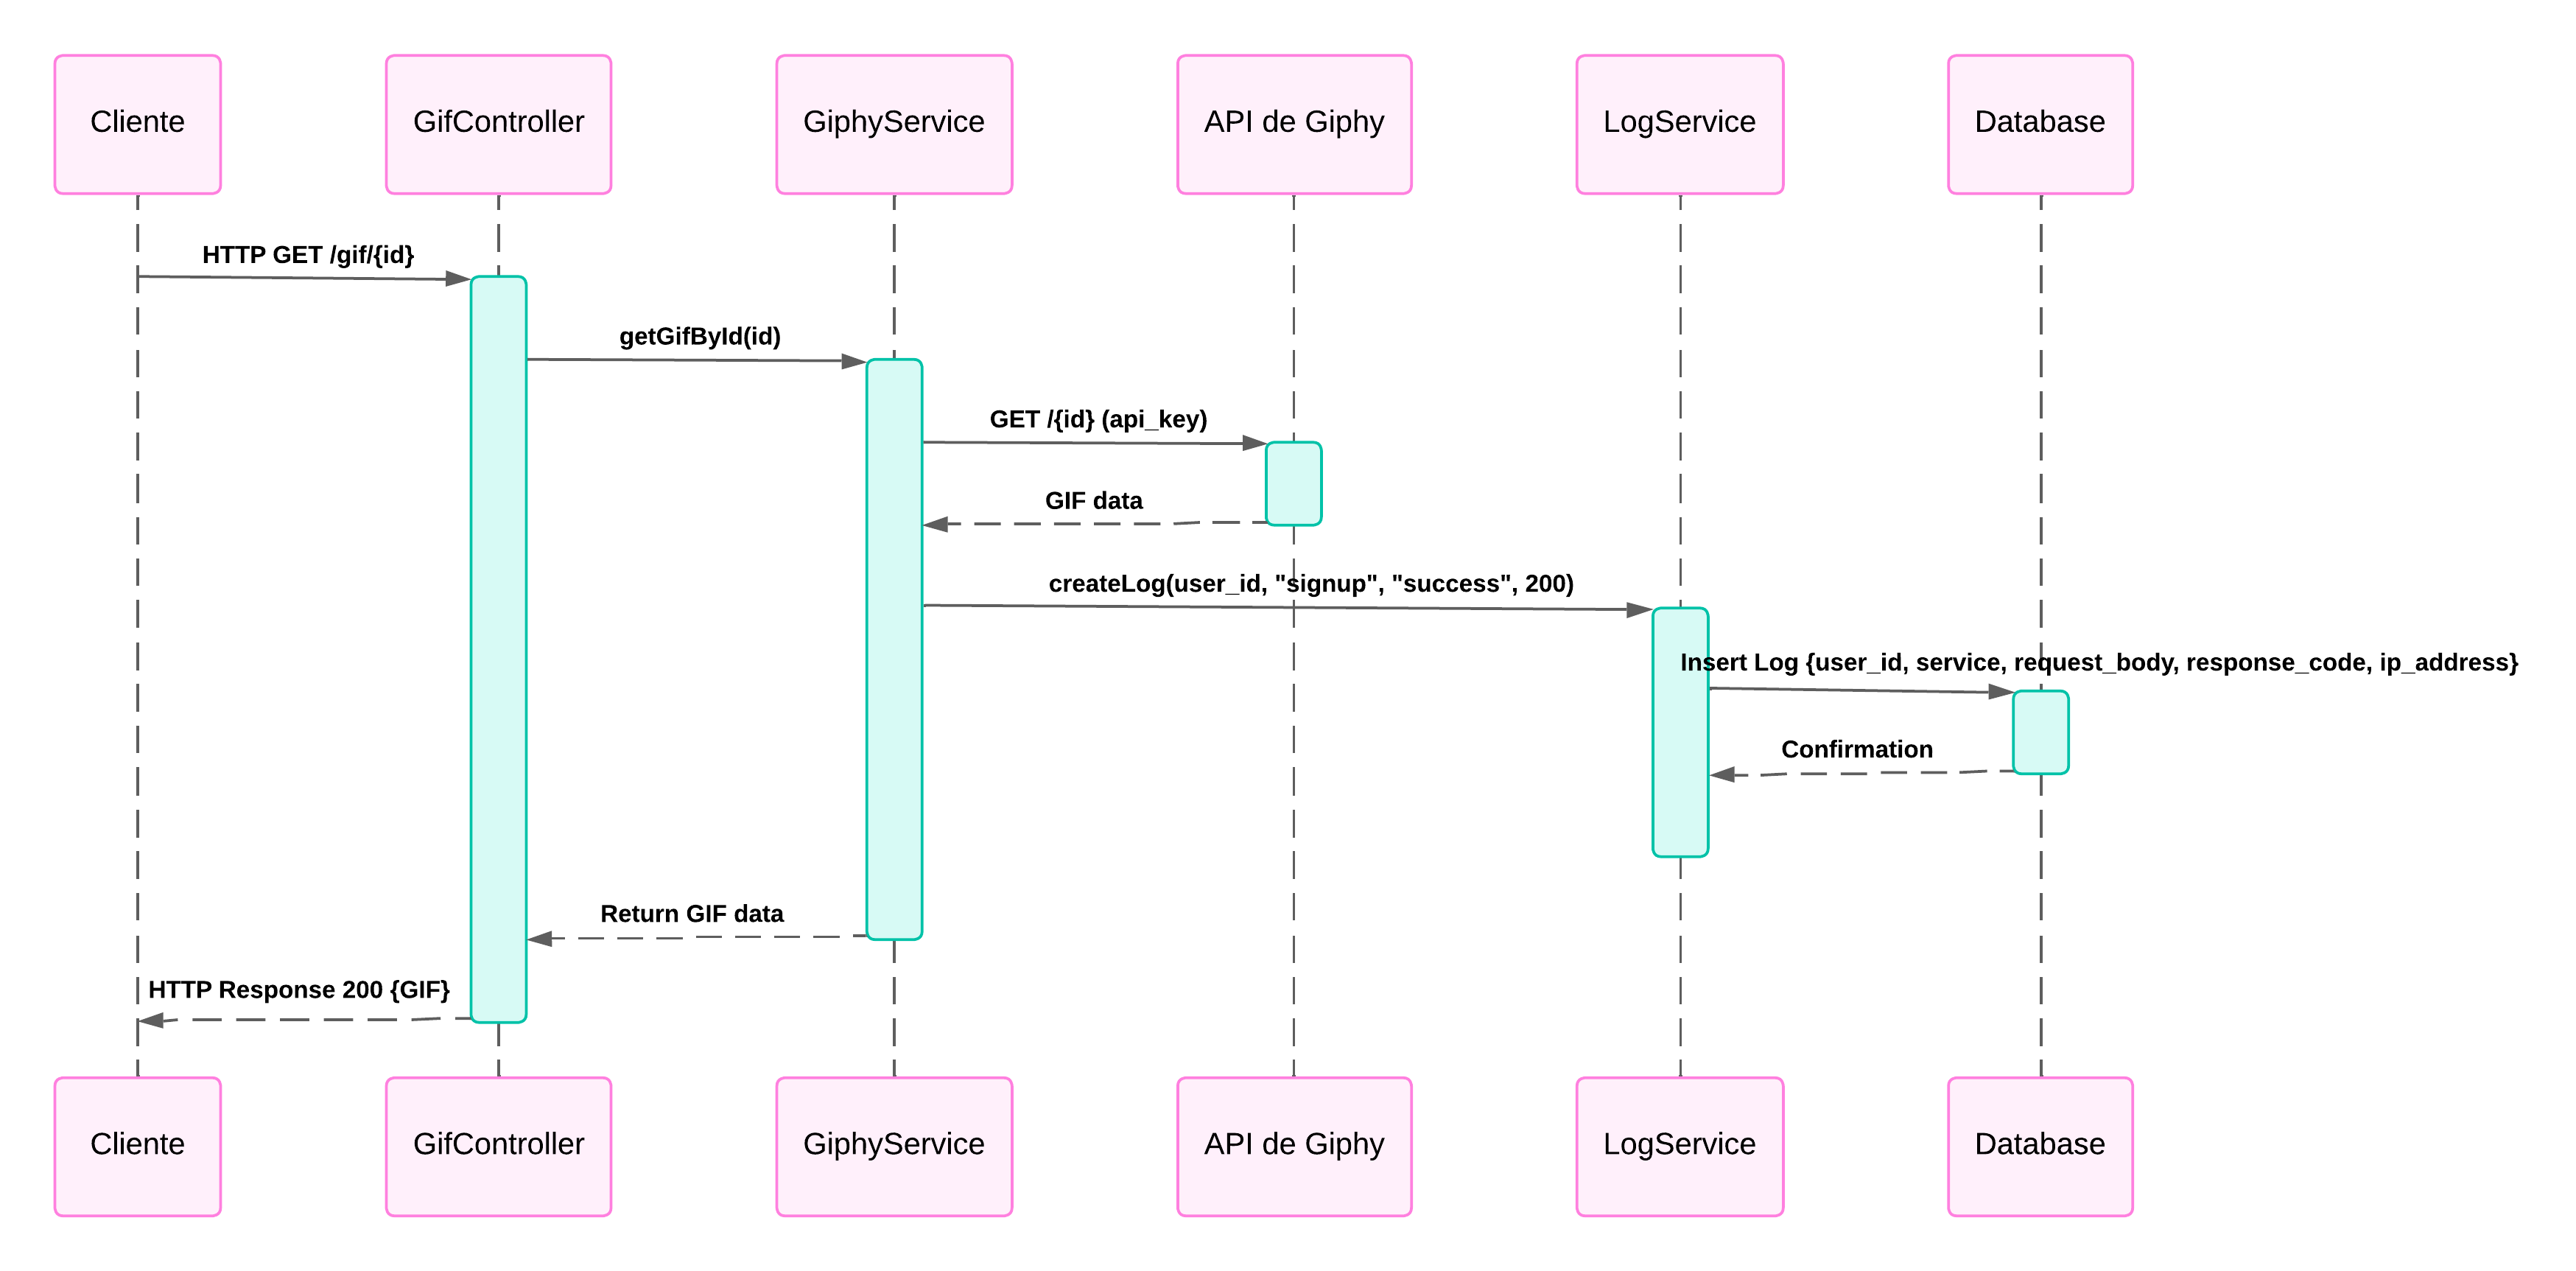 Cliente
GifController
GiphyService
API de Giphy
LogService
Database
HTTP GET /gif/{id}
getGifById(id)
GET /{id} (api_key)
GIF data
createLog(user_id, "signup", "success", 200)
Insert Log {user_id, service, request_body, response_code, ip_address}
Confirmation
Return GIF data
HTTP Response 200 {GIF}
Cliente
GifController
GiphyService
API de Giphy
LogService
Database